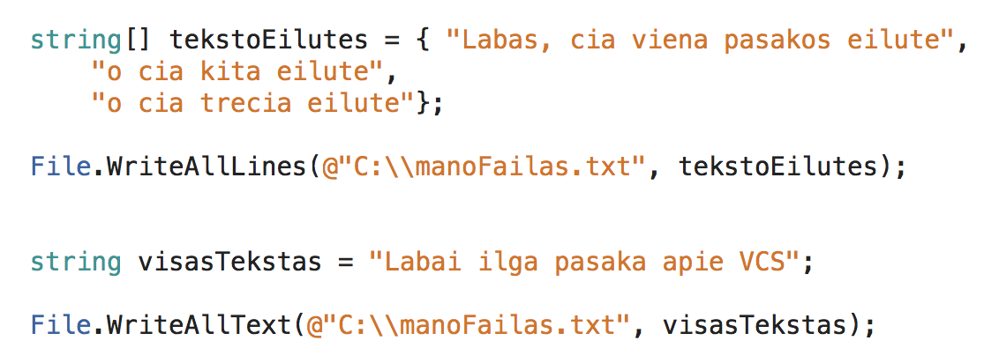 string[] tekstoEilutes = { "Labas, cia viena pasakos eilute",
"o cia kita eilute",
"o cia trecia eilute"};
File.WriteAllLines(@"C:\\manoFailas.txt", tekstoEilutes);
string visasTekstas = "Labai ilga pasaka apie VCS";
File.WriteAllText(@"C:\\manoFailas.txt", visasTekstas);